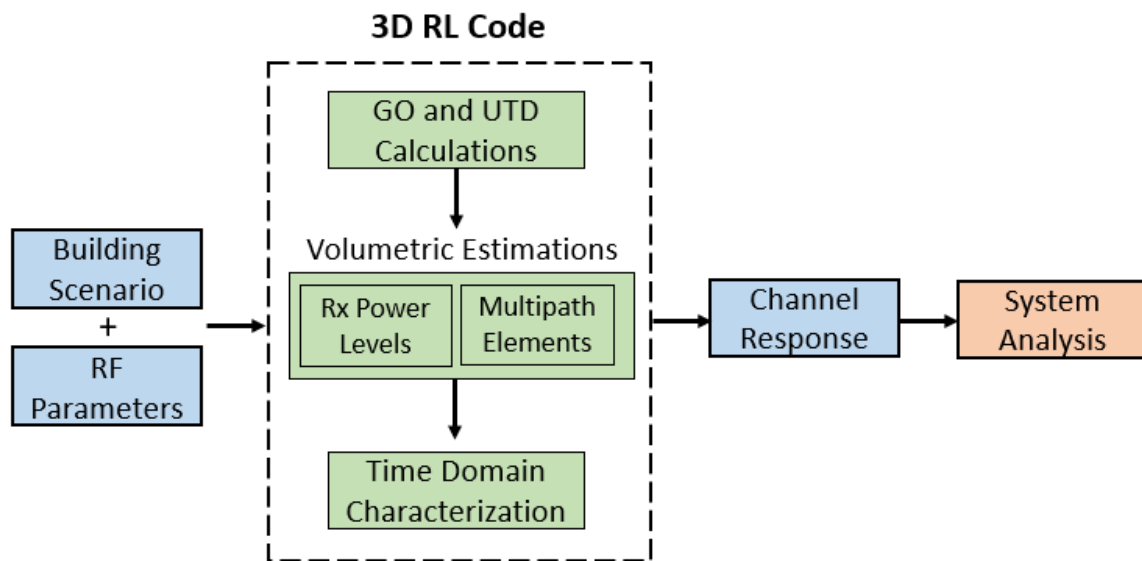 3D RL Code
GO and UTD
Calculations
Building
Scenario
+
RF
Parameters
Volumetric Estimations
Rx Power
Levels
Multipath
Elements
Time Domain
Characterization
Channel
Response
System
Analysis